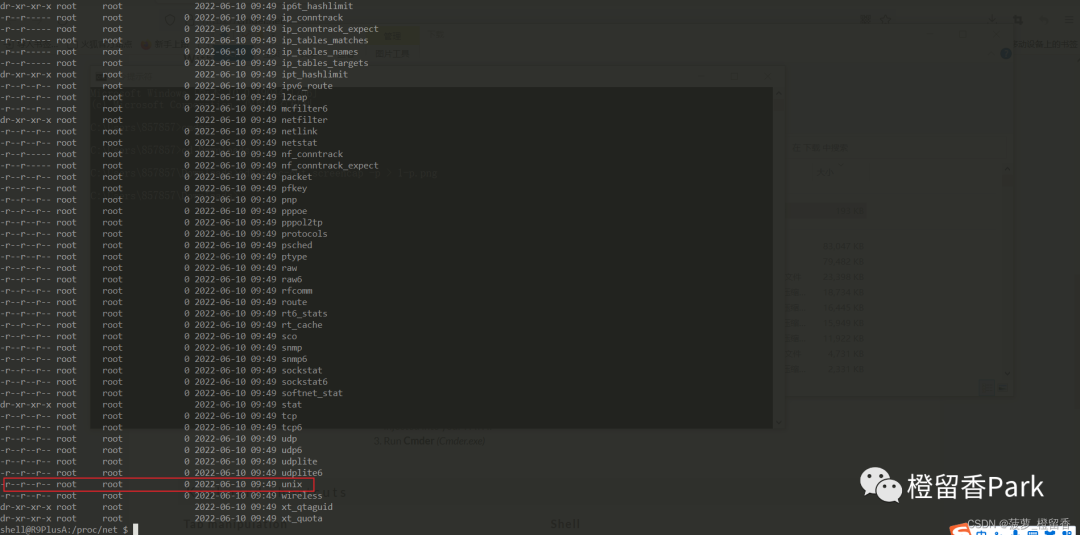 dr-xr-xr-x root     root              2022-06-10 09:49 ip6t_hashlimit
-r--r----- root     root            0 2022-06-10 09:49 ip_conntrack
-r--r----- root     root            0 2022-06-10 09:49 ip_conntrack_expect
-r--r----- root     root            0 2022-06-10 09:49 ip_tables_matches
-r--r----- root     root            0 2022-06-10 09:49 ip_tables_names
-r--r----- root     root            0 2022-06-10 09:49 ip_tables_targets
dr-xr-xr-x root     root              2022-06-10 09:49 ipt_hashlimit
-r--r--r-- root     root            0 2022-06-10 09:49 ipv6_route
-r--r--r-- root     root            0 2022-06-10 09:49 l2cap
-r--r--r-- root     root            0 2022-06-10 09:49 mcfilter6
dr-xr-xr-x root     root              2022-06-10 09:49 netfilter
-r--r--r-- root     root            0 2022-06-10 09:49 netlink
-r--r--r-- root     root            0 2022-06-10 09:49 netstat
-r--r----- root     root            0 2022-06-10 09:49 nf_conntrack
-r--r----- root     root            0 2022-06-10 09:49 nf_conntrack_expect
-r--r--r-- root     root            0 2022-06-10 09:49 packet
-r--r--r-- root     root            0 2022-06-10 09:49 pfkey
-r--r--r-- root     root            0 2022-06-10 09:49 pnp
-r--r--r-- root     root            0 2022-06-10 09:49 pppoe
-r--r--r-- root     root            0 2022-06-10 09:49 pppol2tp
-r--r--r-- root     root            0 2022-06-10 09:49 protocols
-r--r--r-- root     root            0 2022-06-10 09:49 psched
-r--r--r-- root     root            0 2022-06-10 09:49 ptype
-r--r--r-- root     root            0 2022-06-10 09:49 raw
-r--r--r-- root     root            0 2022-06-10 09:49 raw6
-r--r--r-- root     root            0 2022-06-10 09:49 rfcomm
-r--r--r-- root     root            0 2022-06-10 09:49 route
-r--r--r-- root     root            0 2022-06-10 09:49 rt6_stats
-r--r--r-- root     root            0 2022-06-10 09:49 rt_cache
-r--r--r-- root     root            0 2022-06-10 09:49 sco
-r--r--r-- root     root            0 2022-06-10 09:49 snmp
-r--r--r-- root     root            0 2022-06-10 09:49 snmp6
-r--r--r-- root     root            0 2022-06-10 09:49 sockstat
-r--r--r-- root     root            0 2022-06-10 09:49 sockstat6
-r--r--r-- root     root            0 2022-06-10 09:49 softnet_stat
dr-xr-xr-x root     root              2022-06-10 09:49 stat
-r--r--r-- root     root            0 2022-06-10 09:49 tcp
-r--r--r-- root     root            0 2022-06-10 09:49 tcp6
-r--r--r-- root     root            0 2022-06-10 09:49 udp
-r--r--r-- root     root            0 2022-06-10 09:49 udp6
-r--r--r-- root     root            0 2022-06-10 09:49 udplite
-r--r--r-- root     root            0 2022-06-10 09:49 udplite6
-r--r--r-- root     root            0 2022-06-10 09:49 unix
-r--r--r-- root     root            0 2022-06-10 09:49 wireless
dr-xr-xr-x root     root              2022-06-10 09:49 xt_qtaguid
dr-xr-xr-x root     root              2022-06-10 09:49 xt_quota
shell@R9PlusA:/proc/net $
Run Cmder
Shell
橙留香Park
CSDN @菠萝_橙留香